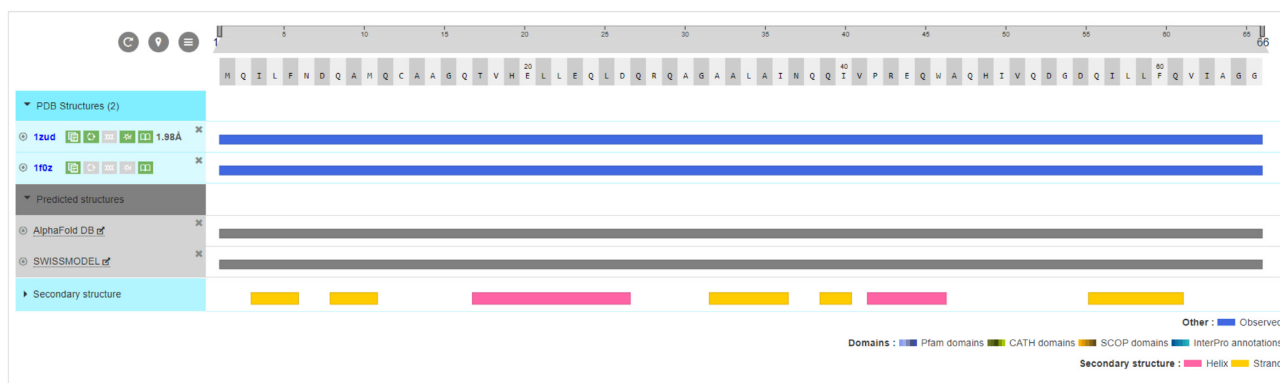 1 5 10 15 20 25 30 35 40 45 50 55 60 65 66
20 40 60
M Q I L F N D Q A M Q C A A G Q T V H E L L E Q L D Q R Q A G A A L A I N Q Q I V P R E Q W A Q H I V Q D G D Q I L L F Q V I A G G
PDB Structures (2)
1zud 1.98Å
1f0z
Predicted structures
AlphaFold DB
SWISSMODEL
Secondary structure
Other : Observed
Domains : Pfam domains CATH domains SCOP domains InterPro annotations
Secondary structure : Helix Strand